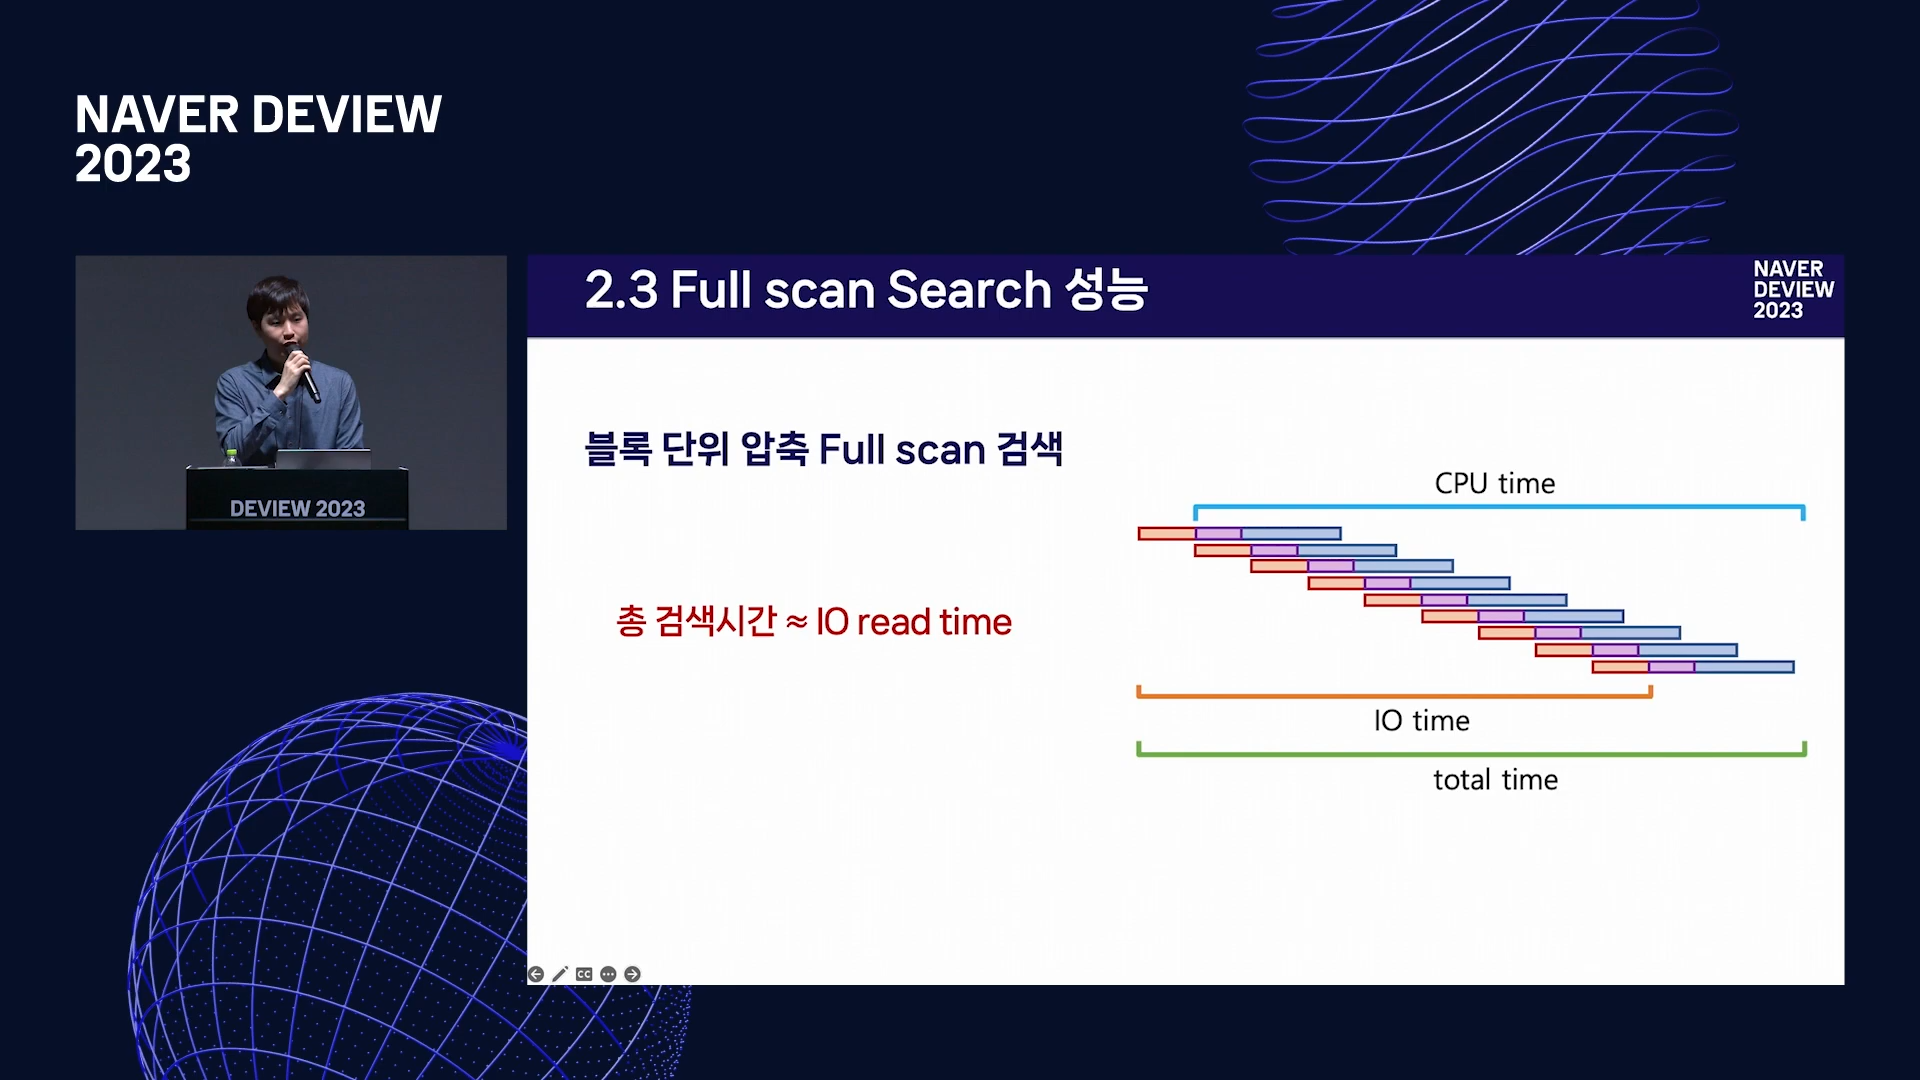 NAVER DEVIEW
2023
DEVIEW 2023
2.3 Full scan Search 성능
NAVER
DEVIEW
2023
블록 단위 압축 Full scan 검색
총 검색시간 ≈ IO read time
CPU time
IO time
total time
CC